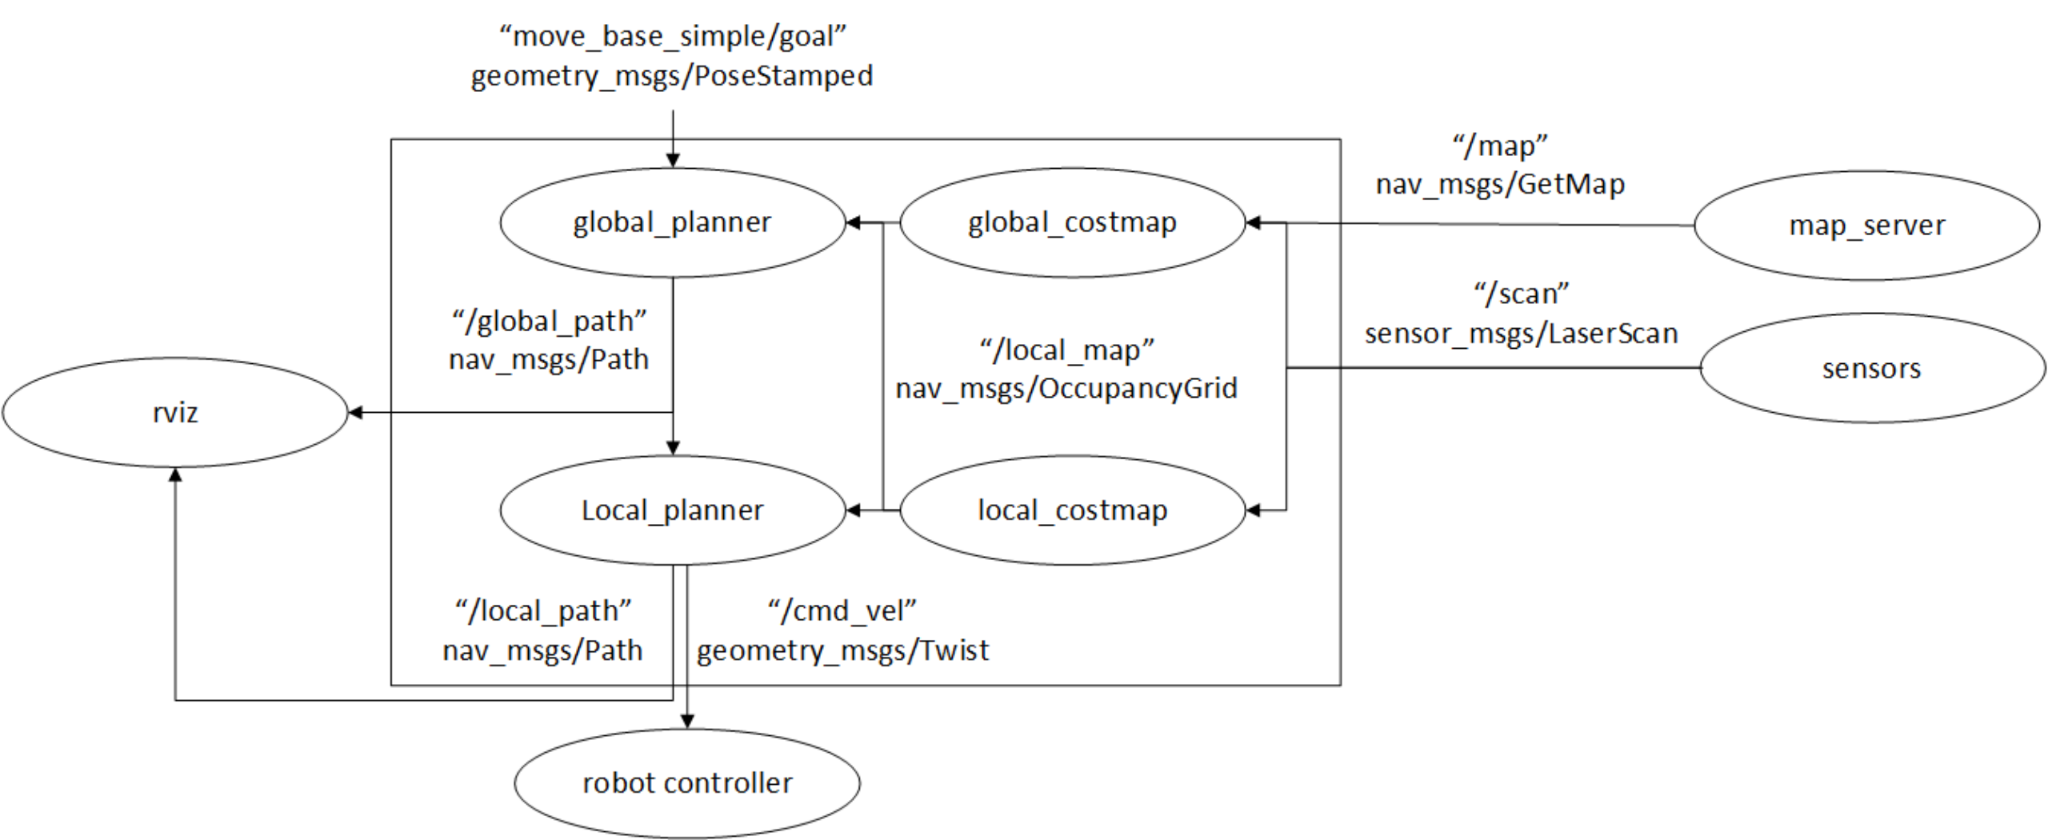 “move_base_simple/goal”
geometry_msgs/PoseStamped
“/map”
nav_msgs/GetMap
global_planner
global_costmap
map_server
“/scan”
sensor_msgs/LaserScan
“/global_path”
nav_msgs/Path
“/local_map”
nav_msgs/OccupancyGrid
sensors
rviz
Local_planner
local_costmap
“/local_path”
nav_msgs/Path
“/cmd_vel”
geometry_msgs/Twist
robot controller